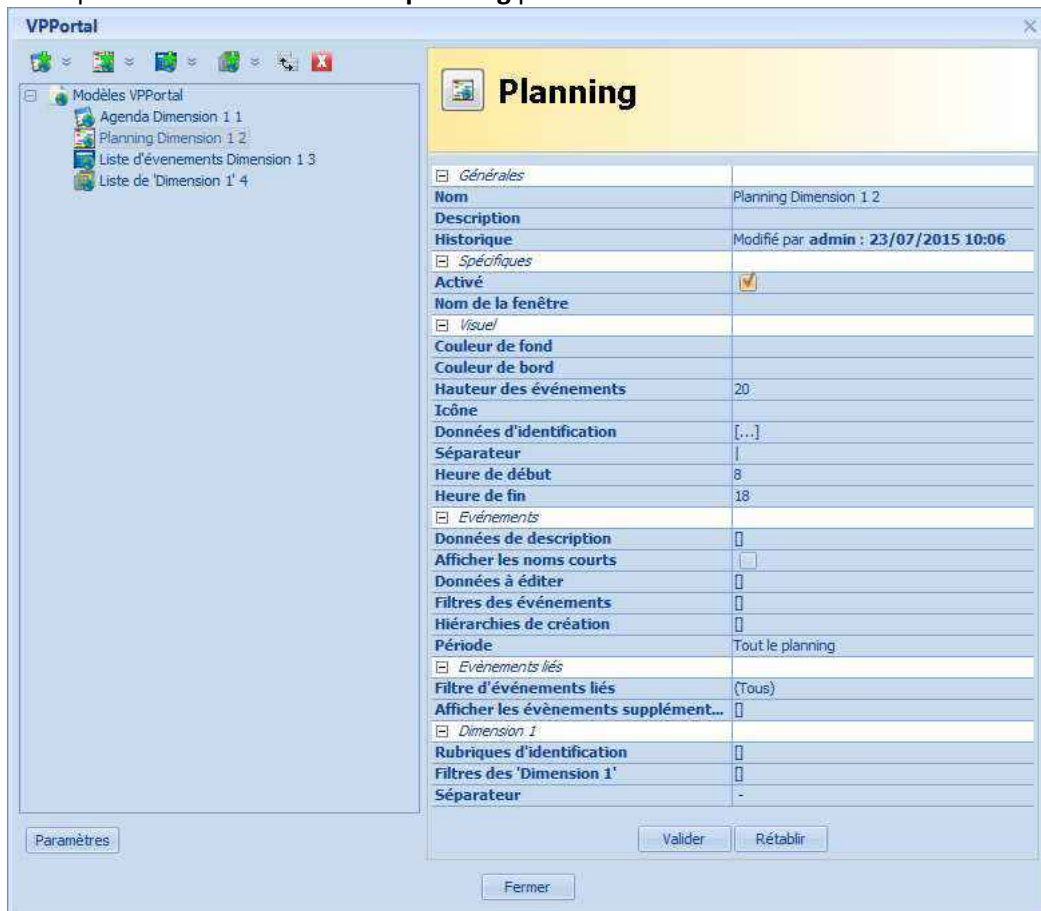 planning
VPPortal
Modèles VPPortal
Agenda Dimension 1 1
Planning Dimension 1 2
Liste d'évenements Dimension 1 3
Liste de 'Dimension 1' 4
Paramètres
Planning
Générales
Nom Planning Dimension 1 2
Description
Historique Modifié par admin : 23/07/2015 10:06
Spécifiques
Activé
Nom de la fenêtre
Visuel
Couleur de fond
Couleur de bord
Hauteur des événements 20
Icône
Données d'identification [...]
Séparateur |
Heure de début 8
Heure de fin 18
Evénements
Données de description []
Afficher les noms courts
Données à éditer []
Filtres des événements []
Hiérarchies de création []
Période Tout le planning
Evènements liés
Filtre d'événements liés (Tous)
Afficher les évènements supplément... []
Dimension 1
Rubriques d'identification []
Filtres des 'Dimension 1' []
Séparateur -
Valider Rétablir
Fermer